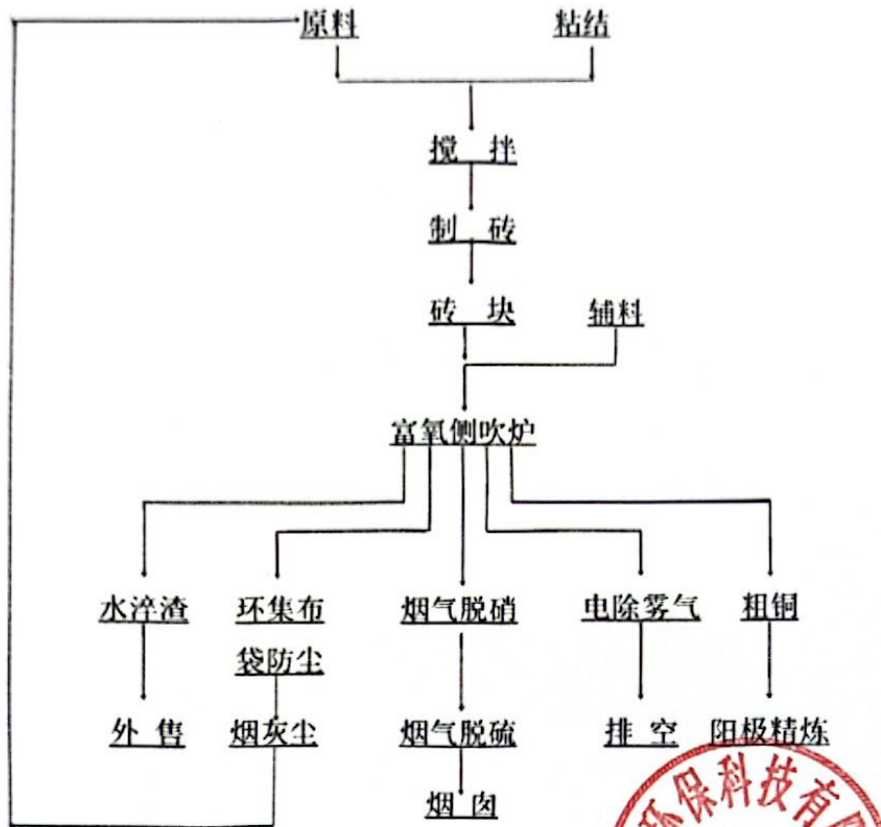 原料 粘结
搅 拌
制 砖
砖 块 辅料
富氧侧吹炉
水淬渣 环集布 烟气脱硝 电除雾气 粗铜
袋防尘
外 售 烟灰尘 烟气脱硫 排 空 阳极精炼
烟 囱
环保科技有